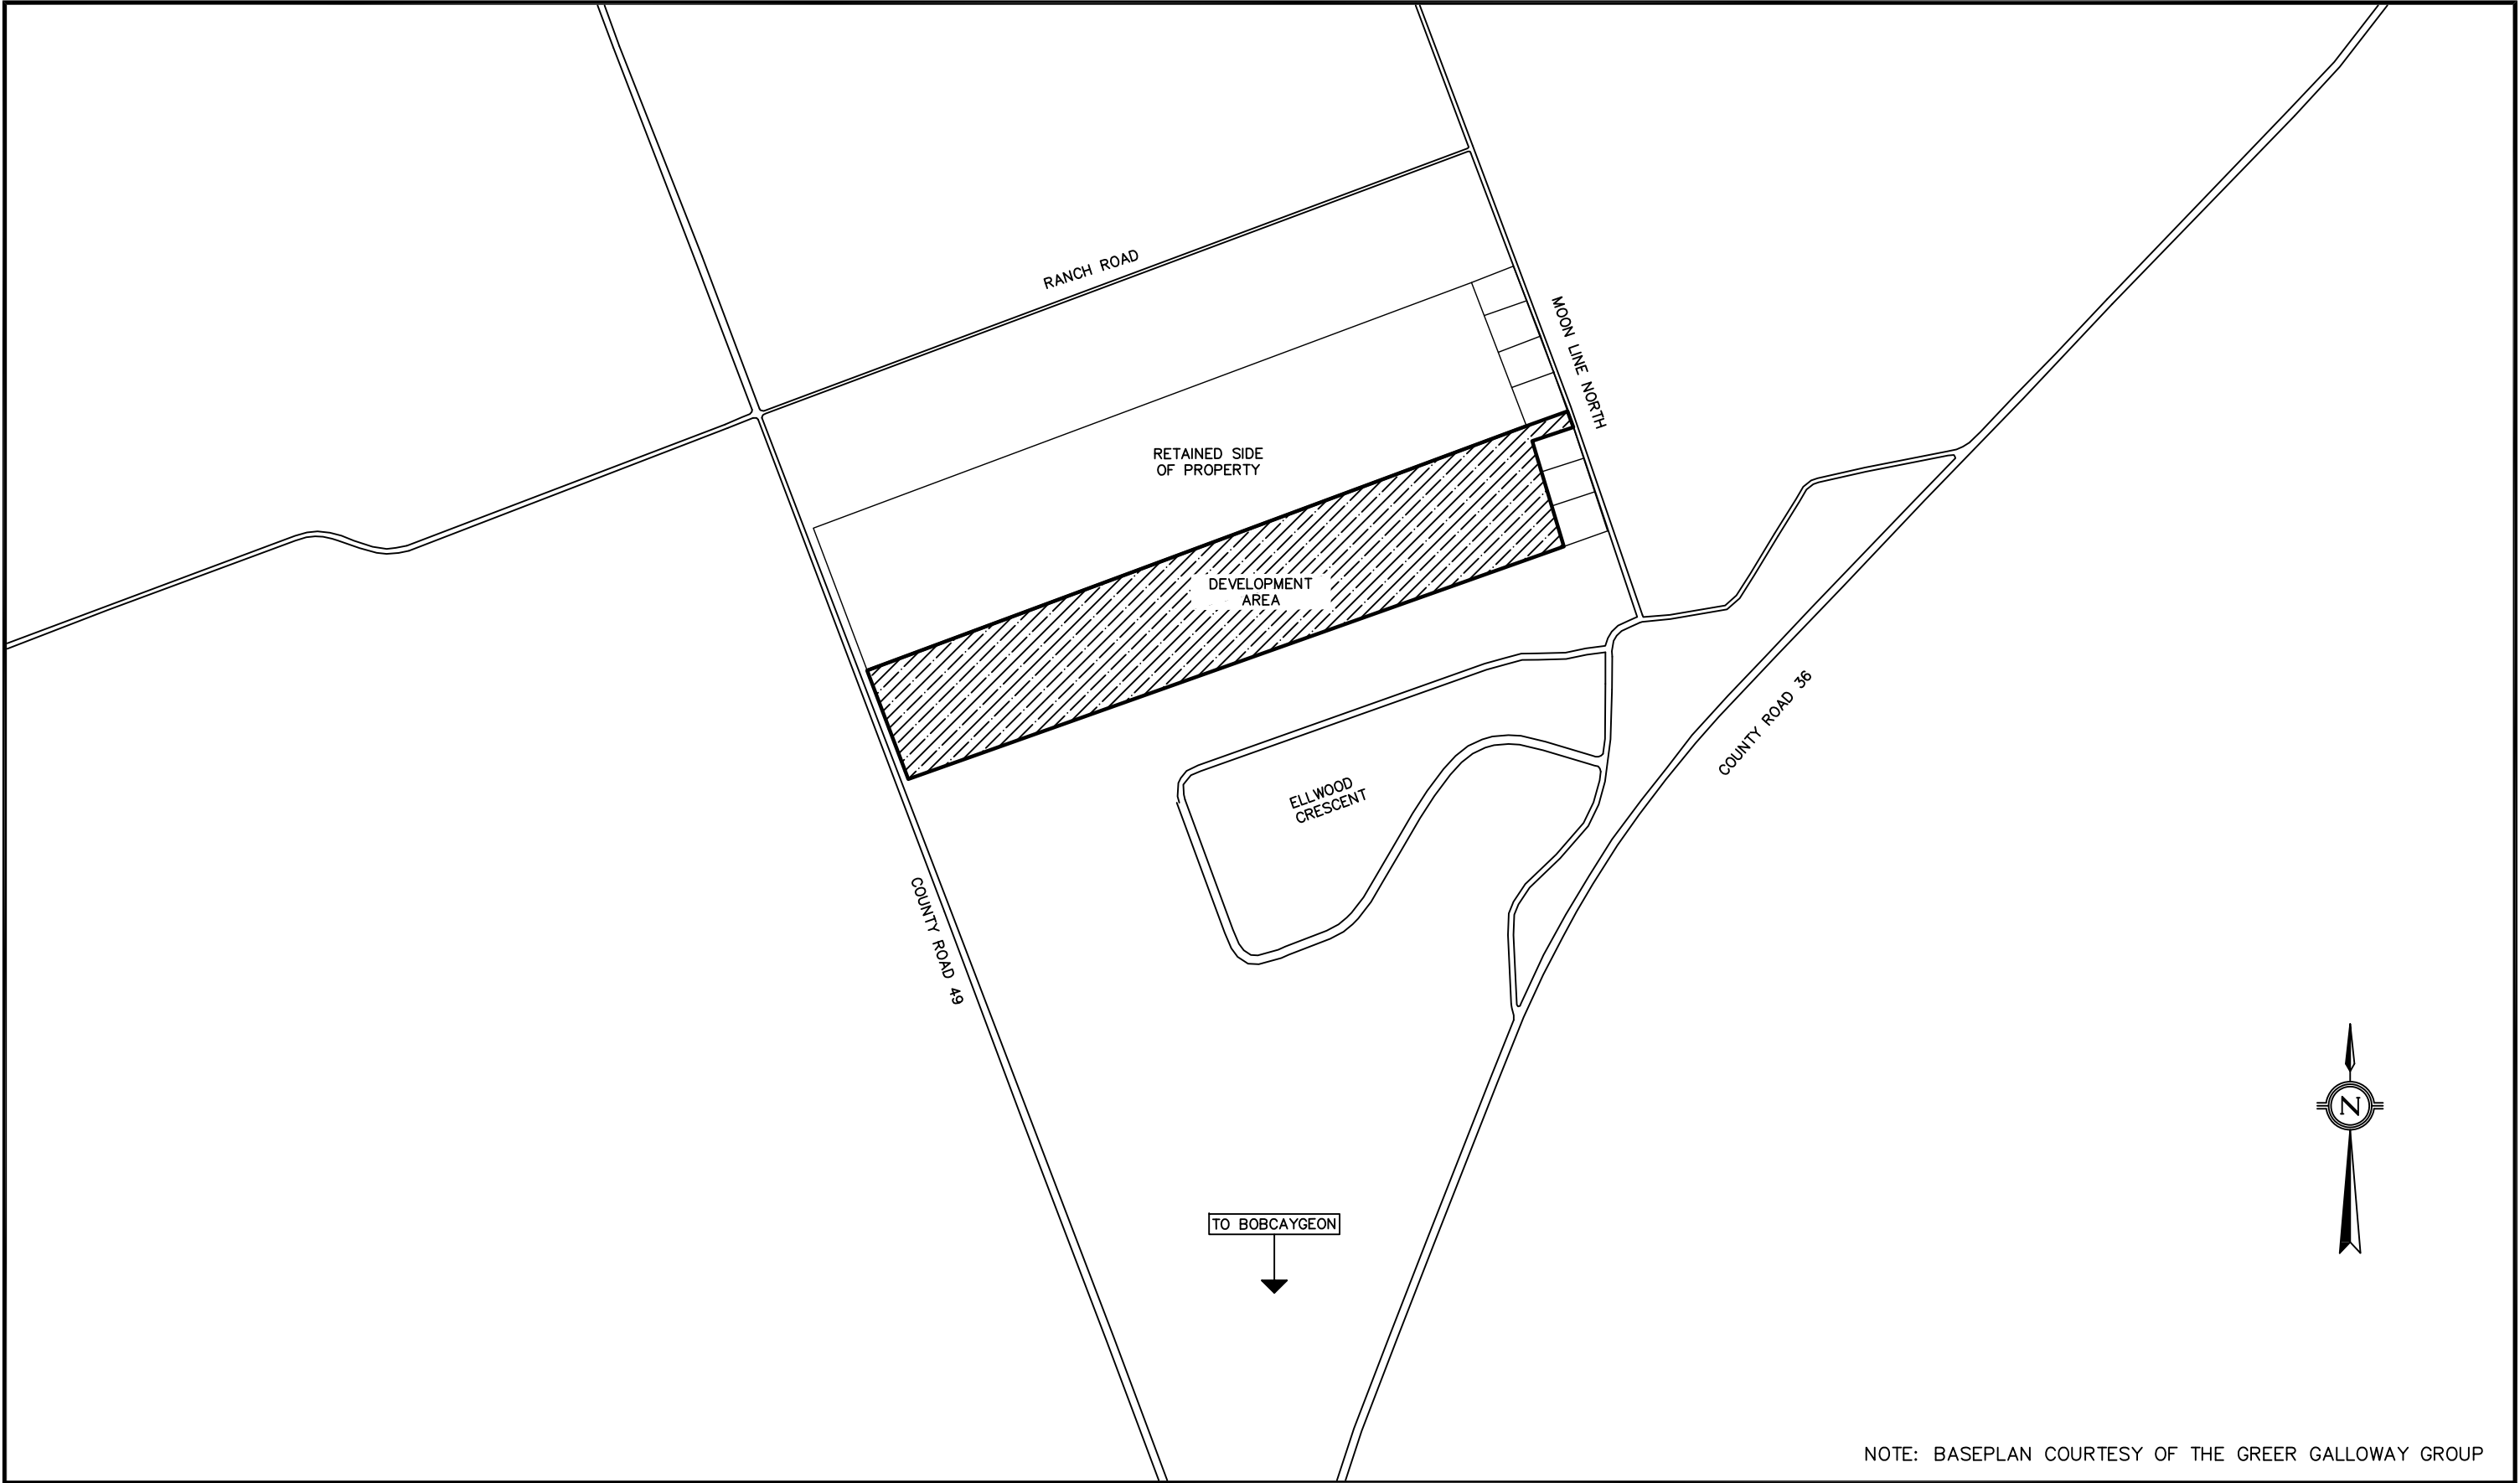 RANCH ROAD
MOON LINE NORTH
RETAINED SIDE
OF PROPERTY
DEVELOPMENT
AREA
COUNTY ROAD 36
ELLWOOD
CRESCENT
COUNTY ROAD 49
N
TO BOBCAYGEON
NOTE: BASEPLAN COURTESY OF THE GREER GALLOWAY GROUP